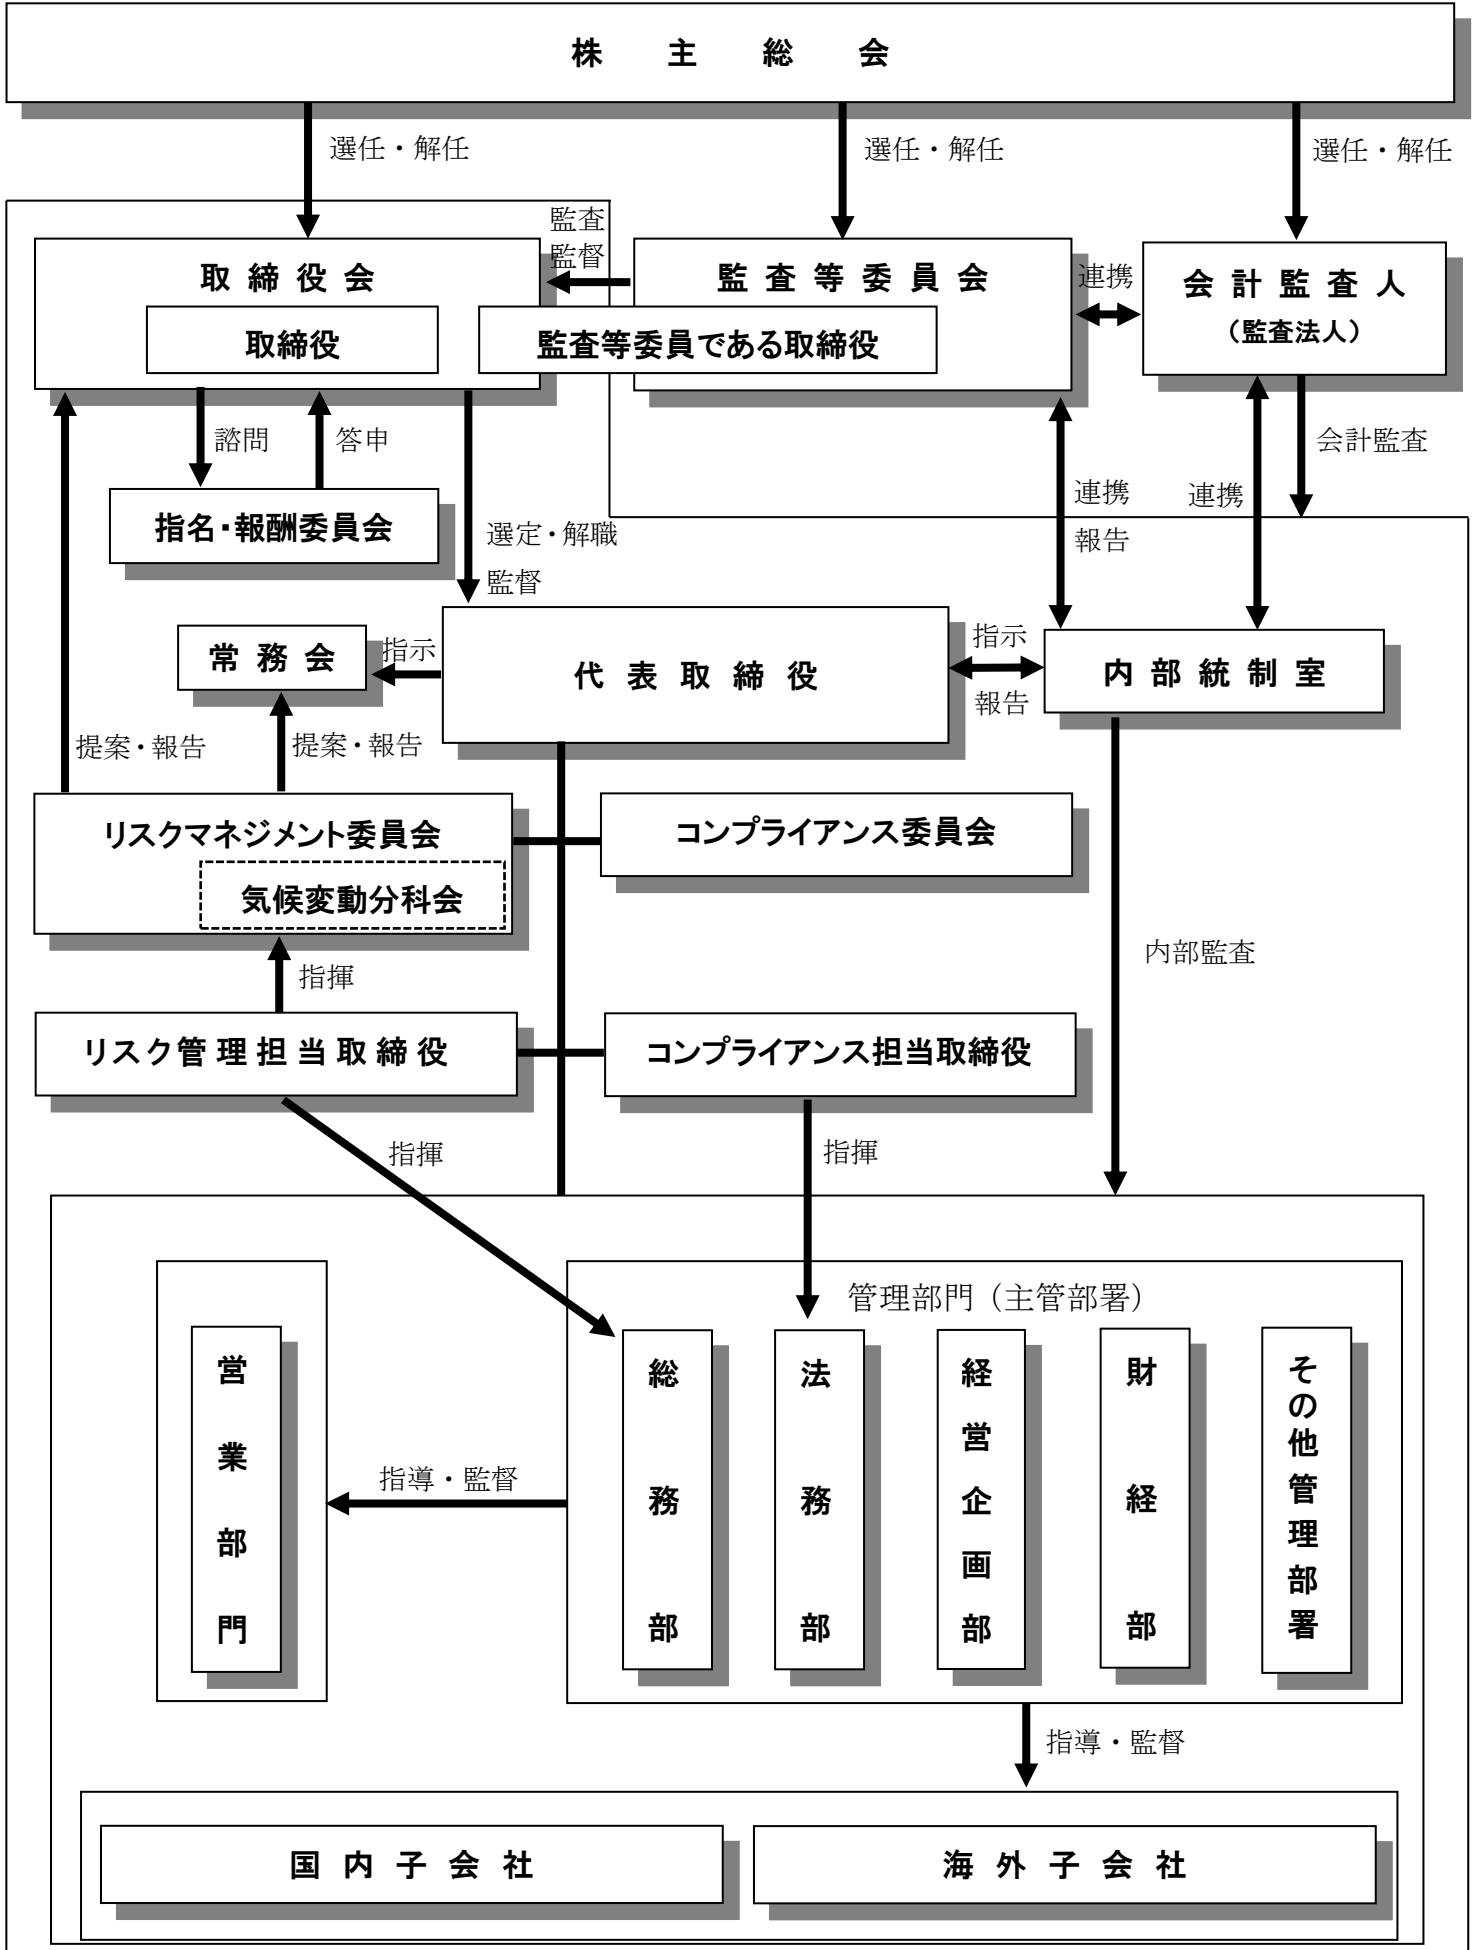 株主総会
選任・解任
選任・解任
選任・解任
監査
監督
取締役会
監査等委員会
連携
会計監査人
（監査法人）
取締役
監査等委員である取締役
諮問
答申
会計監査
指名・報酬委員会
選定・解職
監督
連携
報告
連携
常務会
指示
代表取締役
指示
報告
内部統制室
提案・報告
提案・報告
リスクマネジメント委員会
気候変動分科会
コンプライアンス委員会
内部監査
指揮
リスク管理担当取締役
コンプライアンス担当取締役
指揮
指揮
管理部門（主管部署）
営業部門
指導・監督
総務部
法務部
経営企画部
財経部
その他管理部署
指導・監督
国内子会社
海外子会社